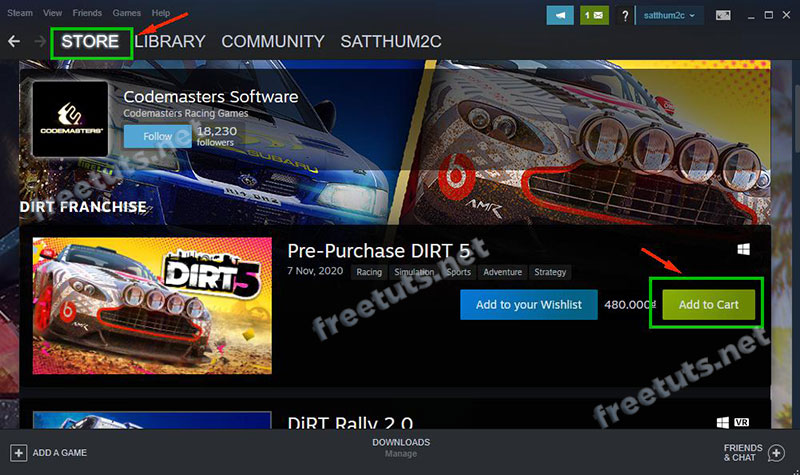 Steam View Friends Games Help
1 ? satthum2c
STORE LIBRARY COMMUNITY SATTHUM2C
Codemasters Software
Codemasters Racing Games
CODEMASTERS
Follow 18,230
followers
SUBARU
AMR
DIRT FRANCHISE
freetuts.net
Pre-Purchase DIRT 5
7 Nov, 2020 Racing Simulation Sports Adventure Strategy
DIRT 5
Add to your Wishlist 480.000₫ Add to Cart
freetuts.net
freetuts.net
DiRT Rally 2.0
VR
DOWNLOADS
Manage
ADD A GAME
FRIENDS
& CHAT